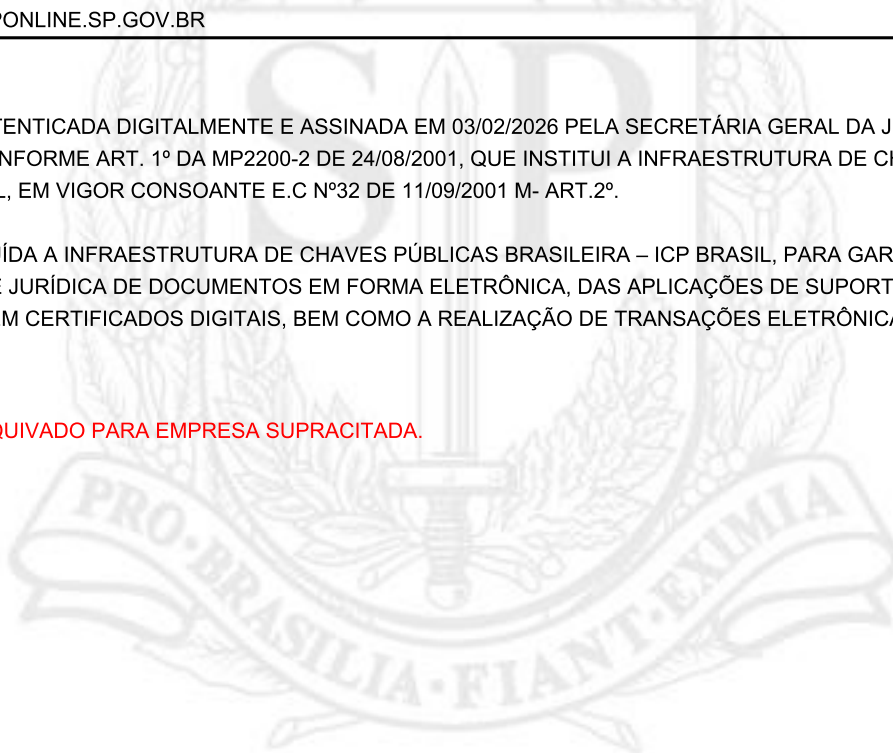 PONLINE.SP.GOV.BR
TENTICADA DIGITALMENTE E ASSINADA EM 03/02/2026 PELA SECRETÁRIA GERAL DA J
NFORME ART. 1º DA MP2200-2 DE 24/08/2001, QUE INSTITUI A INFRAESTRUTURA DE CH
L, EM VIGOR CONSOANTE E.C Nº32 DE 11/09/2001 M- ART.2º.
UÍDA A INFRAESTRUTURA DE CHAVES PÚBLICAS BRASILEIRA – ICP BRASIL, PARA GAR
E JURÍDICA DE DOCUMENTOS EM FORMA ELETRÔNICA, DAS APLICAÇÕES DE SUPORT
EM CERTIFICADOS DIGITAIS, BEM COMO A REALIZAÇÃO DE TRANSAÇÕES ELETRÔNICA
QUIVADO PARA EMPRESA SUPRACITADA.
SP
PRO·BRASILIA·FIANT·EXIMIA